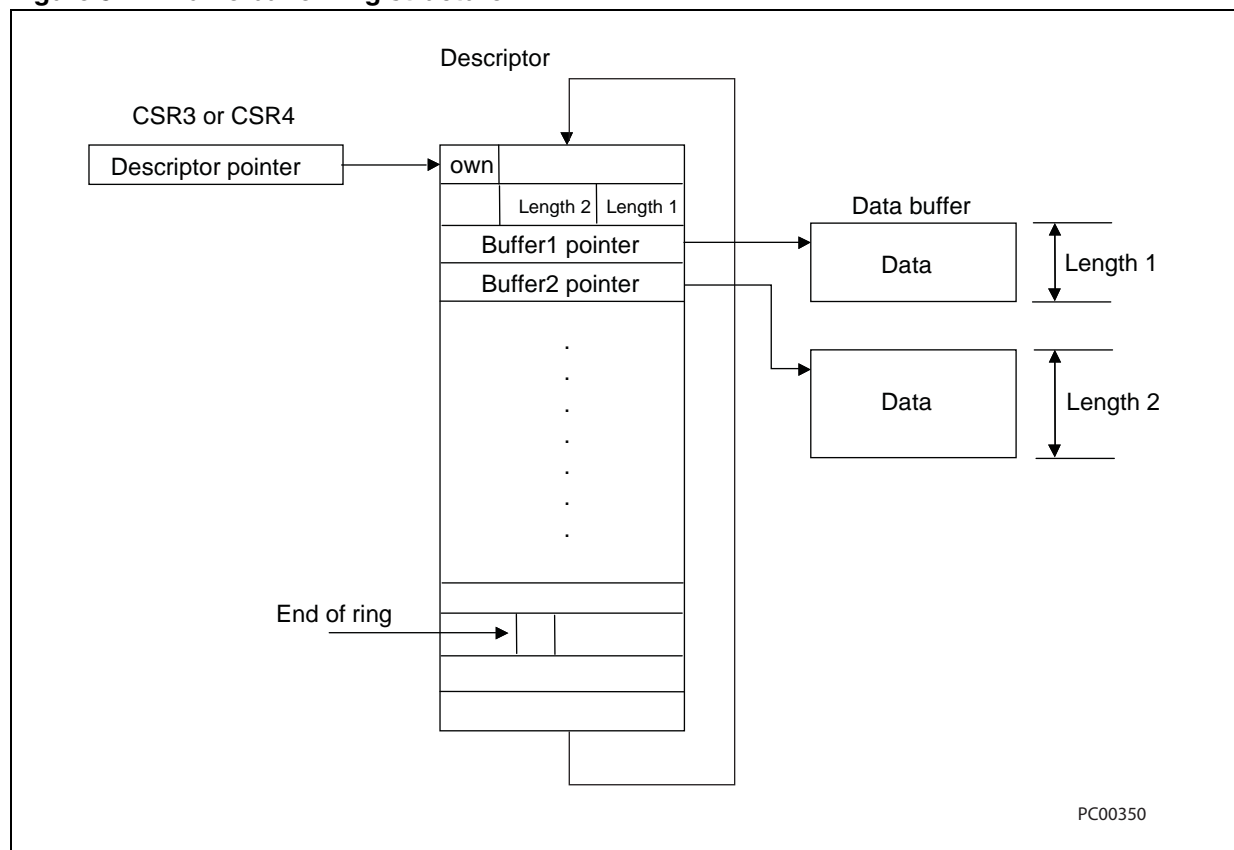 Descriptor
CSR3 or CSR4
Descriptor pointer
own
Length 2
Length 1
Buffer1 pointer
Buffer2 pointer
Data buffer
Data
Length 1
Data
Length 2
End of ring
PC00350